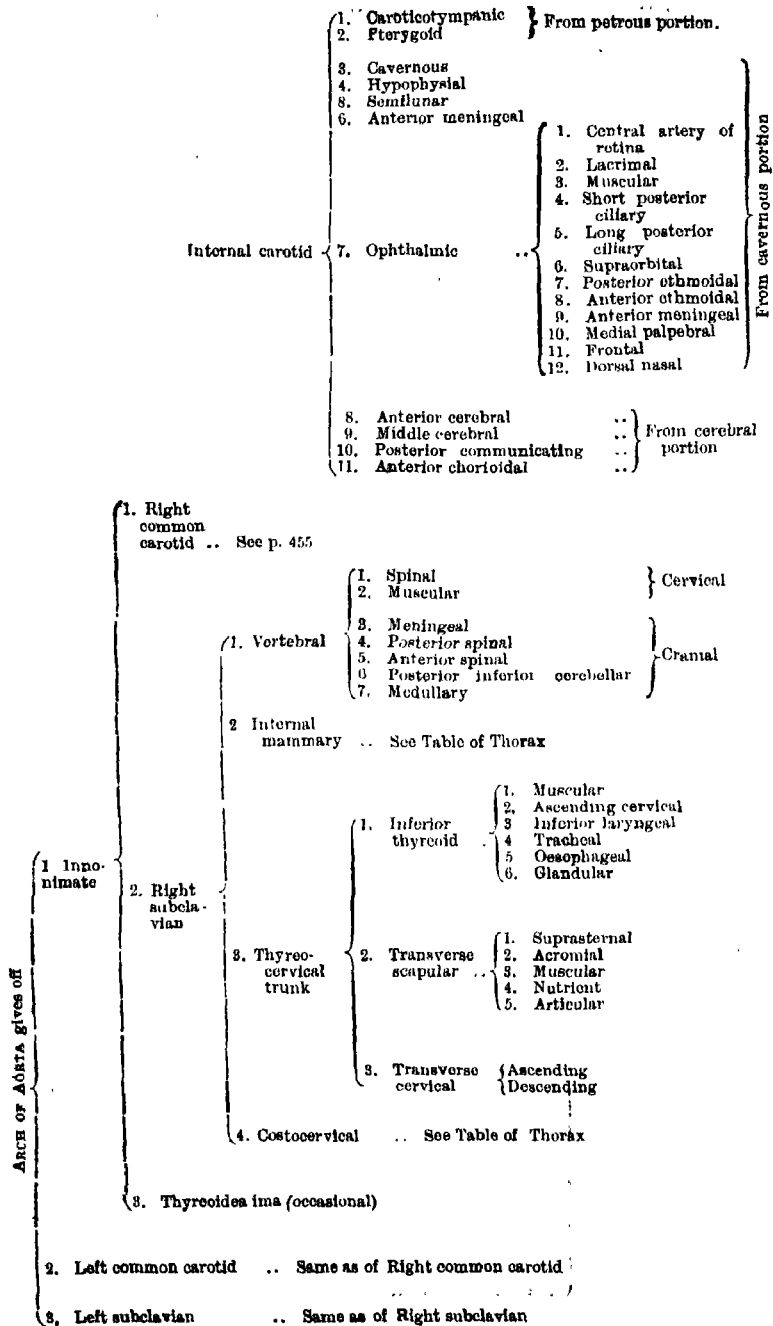 1. Caroticotympanic
2. Pterygoid
From petrous portion.
3. Cavernous
4. Hypophysial
8. Semilunar
6. Anterior meningeal
Internal carotid
7. Ophthalmic ..
1. Central artery of
retina
2. Lacrimal
3. Muscular
4. Short posterior
ciliary
5. Long posterior
ciliary
6. Supraorbital
7. Posterior ethmoidal
8. Anterior ethmoidal
9. Anterior meningeal
10. Medial palpebral
11. Frontal
12. Dorsal nasal
From cavernous portion
8. Anterior cerebral ..
9. Middle cerebral ..
10. Posterior communicating ..
11. Anterior chorioidal ..
From cerebral
portion
ARCH OF AORTA gives off
1 Inno-
nimate
1. Right
common
carotid .. See p. 455
2. Right
subcla-
vian
1. Vertebral
1. Spinal
2. Muscular
Cervical
3. Meningeal
4. Posterior spinal
5. Anterior spinal
6 Posterior inferior cerebellar
7. Medullary
Cranial
2 Internal
mammary .. See Table of Thorax
3. Thyreo-
cervical
trunk
1. Inferior
thyreoid .
1. Muscular
2. Ascending cervical
3 Inferior laryngeal
4 Tracheal
5 Oesophageal
6. Glandular
2. Transverse
scapular ..
1. Suprasternal
2. Acromial
3. Muscular
4. Nutrient
5. Articular
3. Transverse
cervical
Ascending
Descending
4. Costocervical .. See Table of Thorax
3. Thyreoidea ima (occasional)
2. Left common carotid .. Same as of Right common carotid
3. Left subclavian .. Same as of Right subclavian